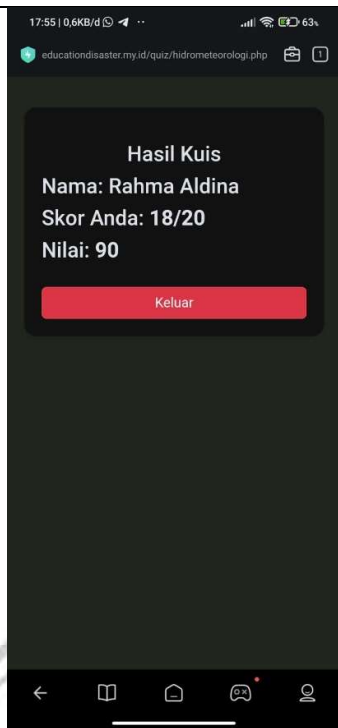 17:55 | 0,6KB/d
63%
educationdisaster.my.id/quiz/hidrometeorologi.php
1
Hasil Kuis
Nama: Rahma Aldina
Skor Anda: 18/20
Nilai: 90
Keluar